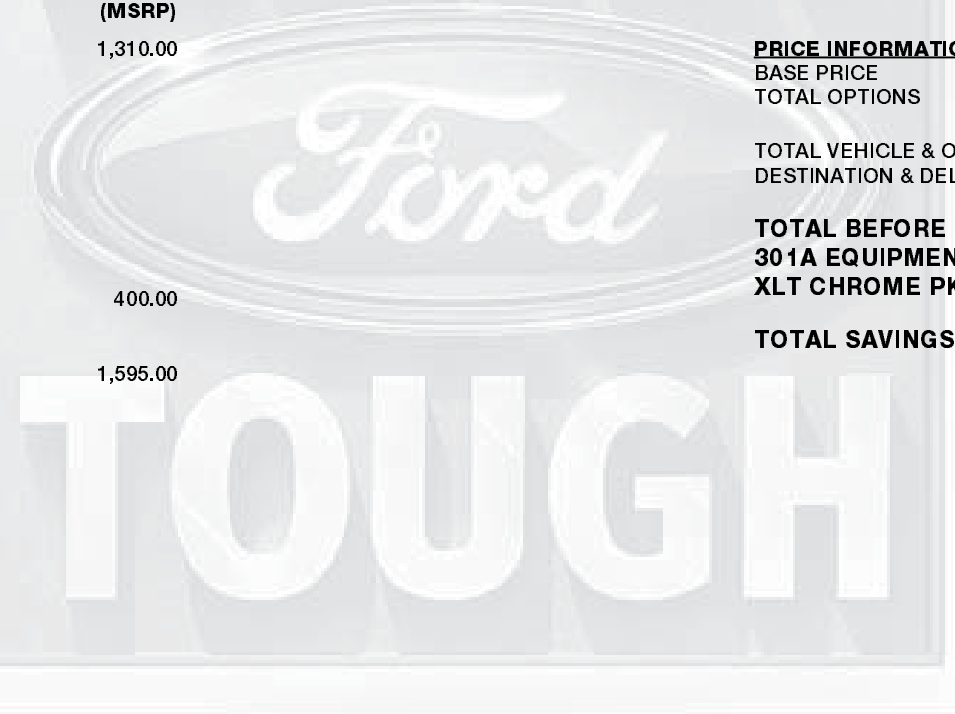 (MSRP)
1,310.00
400.00
1,595.00
Ford
TOUGH
PRICE INFORMATIO
BASE PRICE
TOTAL OPTIONS
TOTAL VEHICLE & O
DESTINATION & DEL
TOTAL BEFORE
301A EQUIPMEN
XLT CHROME PK
TOTAL SAVINGS